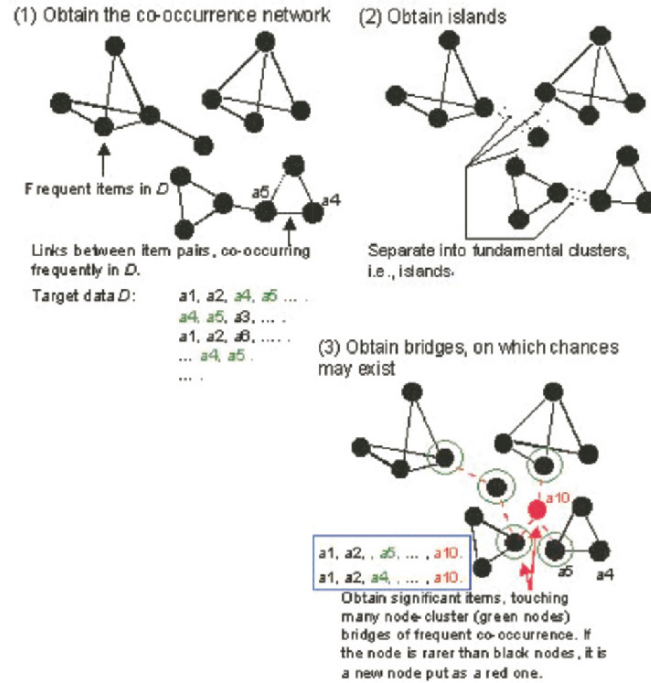 (1) Obtain the co-occurrence network
Frequent items in D
a5
a4
Links between item pairs, co-occurring
frequently in D.
Target data D:
a1, a2, a4, a5 ... .
a4, a5, a3, ... .
a1, a2, a6, ... .
... a4, a5 .
... .
(2) Obtain islands
Separate into fundamental clusters,
i.e., islands.
(3) Obtain bridges, on which chances
may exist
a10
a5
a4
a1, a2, , a5, ... , a10.
a1, a2, a4, , ... , a10.
Obtain significant items, touching
many node-cluster (green nodes)
bridges of frequent co-occurrence. If
the node is rarer than black nodes, it is
a new node put as a red one.